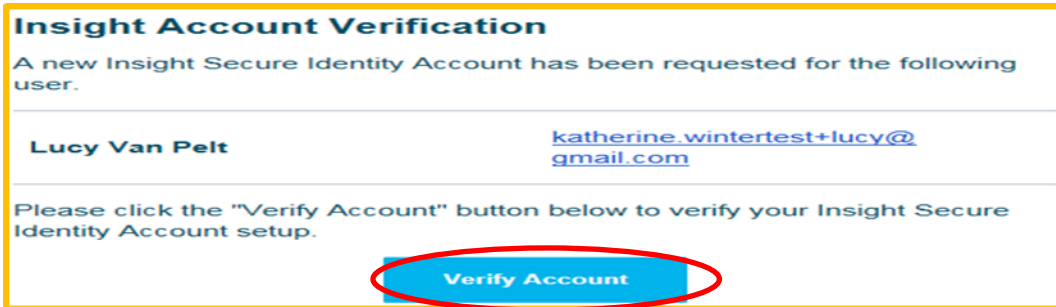 Insight Account Verification
A new Insight Secure Identity Account has been requested for the following
user.
Lucy Van Pelt
katherine.wintertest+lucy@
gmail.com
Please click the "Verify Account" button below to verify your Insight Secure
Identity Account setup.
Verify Account